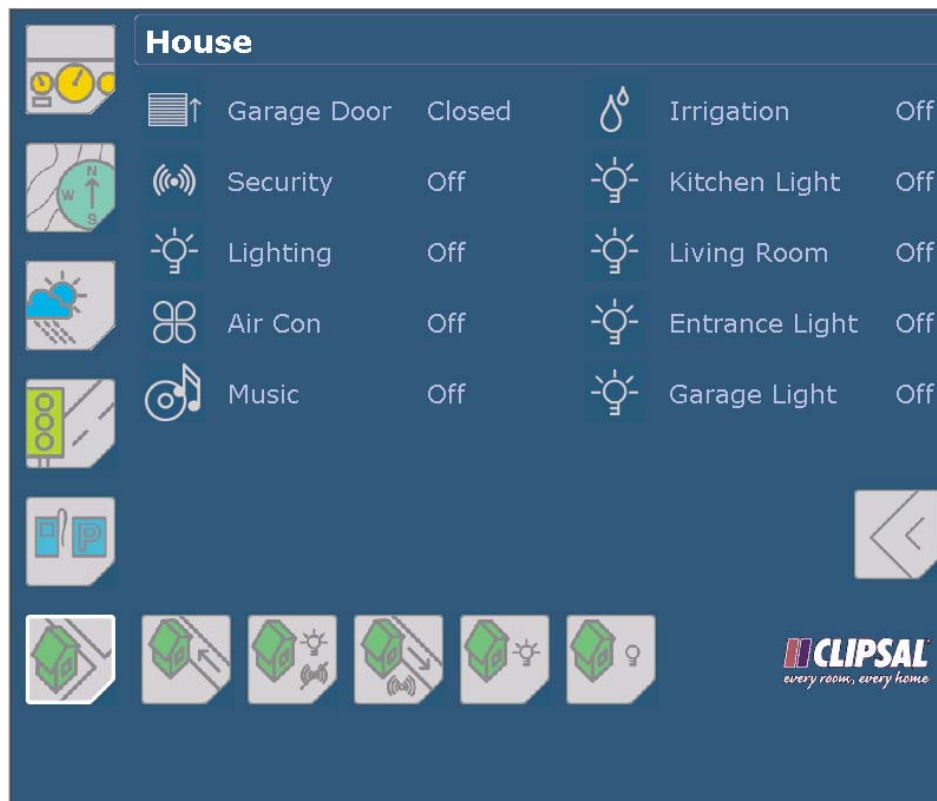 House
Garage Door Closed Irrigation Off
Security Off Kitchen Light Off
Lighting Off Living Room Off
Air Con Off Entrance Light Off
Music Off Garage Light Off
N
W
S
P
CLIPSAL
every room, every home